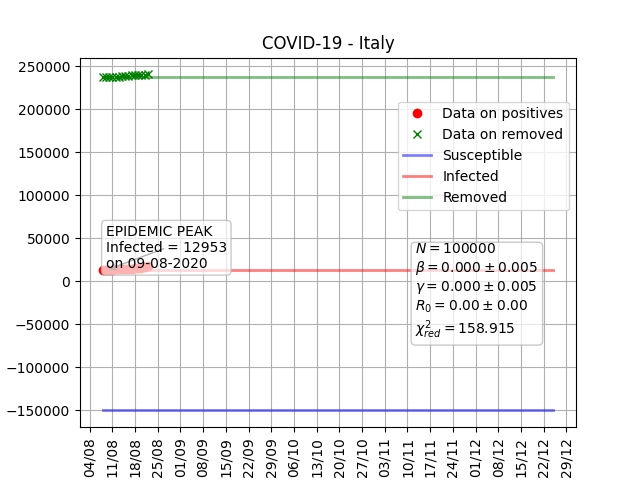 COVID-19 - Italy
250000
200000
150000
100000
50000
0
−50000
−100000
−150000
Data on positives
Data on removed
Susceptible
Infected
Removed
EPIDEMIC PEAK
Infected = 12953
on 09-08-2020
N = 100000
β = 0.000 ± 0.005
γ = 0.000 ± 0.005
R₀ = 0.00 ± 0.00
χ²_red = 158.915
04/08
11/08
18/08
25/08
01/09
08/09
15/09
22/09
29/09
06/10
13/10
20/10
27/10
03/11
10/11
17/11
24/11
01/12
08/12
15/12
22/12
29/12